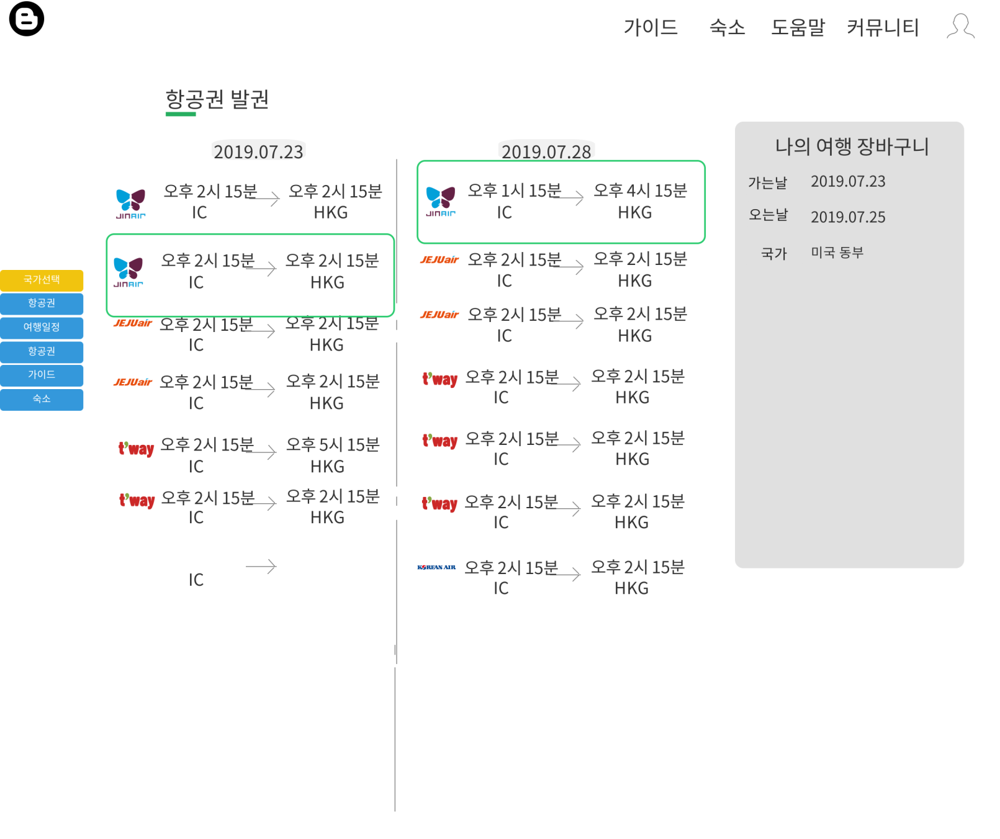 가이드 숙소 도움말 커뮤니티
항공권 발권
국가선택
항공권
여행일정
항공권
가이드
숙소
2019.07.23
JINAIR 오후 2시 15분 오후 2시 15분
IC HKG
JINAIR 오후 2시 15분 오후 2시 15분
IC HKG
JEJUair 오후 2시 15분 오후 2시 15분
IC HKG
JEJUair 오후 2시 15분 오후 2시 15분
IC HKG
t'way 오후 2시 15분 오후 5시 15분
IC HKG
t'way 오후 2시 15분 오후 2시 15분
IC HKG
IC
2019.07.28
JINAIR 오후 1시 15분 오후 4시 15분
IC HKG
JEJUair 오후 2시 15분 오후 2시 15분
IC HKG
JEJUair 오후 2시 15분 오후 2시 15분
IC HKG
t'way 오후 2시 15분 오후 2시 15분
IC HKG
t'way 오후 2시 15분 오후 2시 15분
IC HKG
t'way 오후 2시 15분 오후 2시 15분
IC HKG
KOREAN AIR 오후 2시 15분 오후 2시 15분
IC HKG
나의 여행 장바구니
가는날 2019.07.23
오는날 2019.07.25
국가 미국 동부